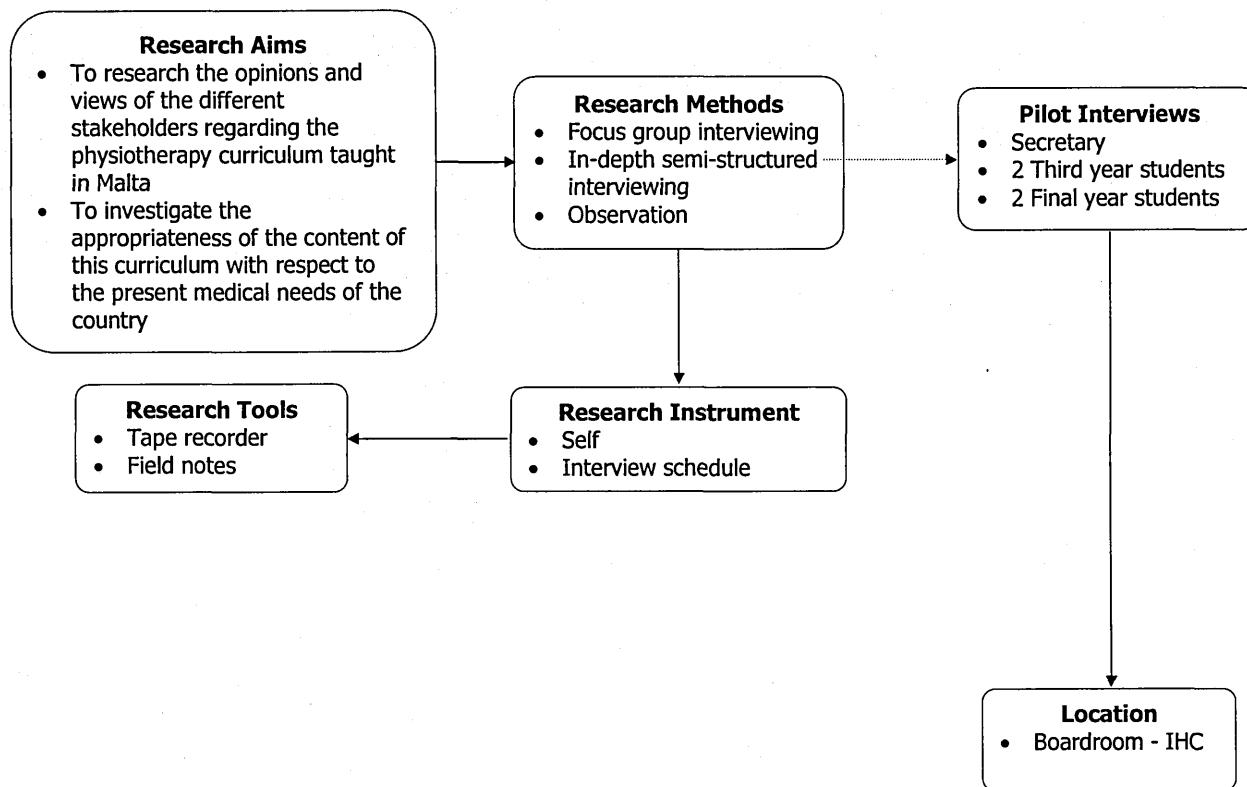 Research Aims
• To research the opinions and
views of the different
stakeholders regarding the
physiotherapy curriculum taught
in Malta
• To investigate the
appropriateness of the content of
this curriculum with respect to
the present medical needs of the
country
Research Methods
• Focus group interviewing
• In-depth semi-structured
interviewing
• Observation
Pilot Interviews
• Secretary
• 2 Third year students
• 2 Final year students
Research Tools
• Tape recorder
• Field notes
Research Instrument
• Self
• Interview schedule
Location
• Boardroom - IHC